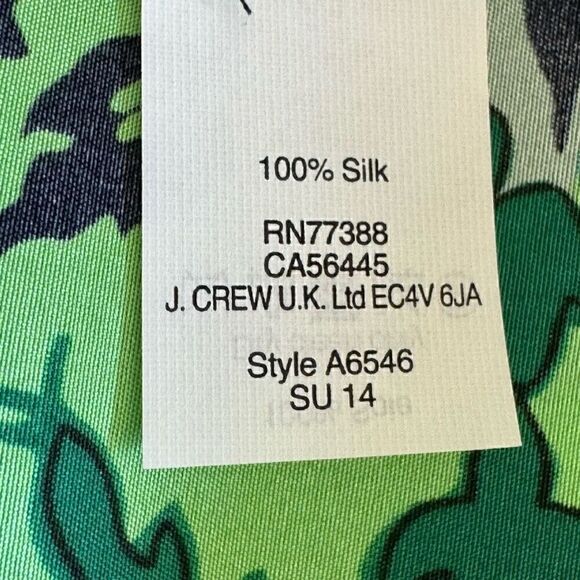 100% Silk
RN77388
CA56445
J. CREW U.K. Ltd EC4V 6JA
Style A6546
SU 14